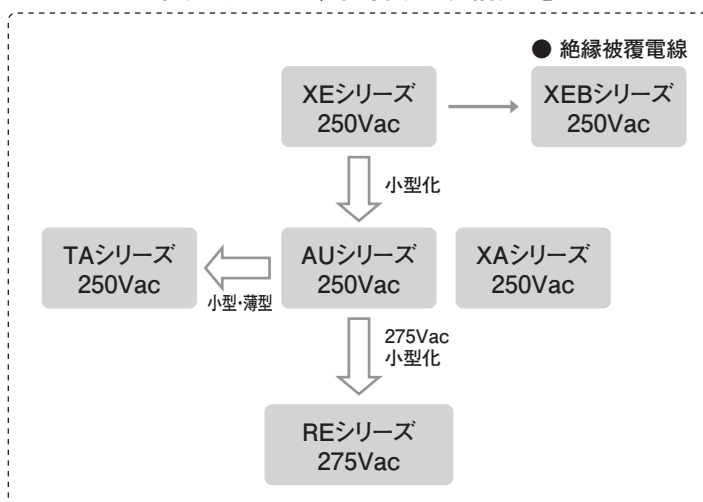 ● 絶縁被覆電線
XEシリーズ
250Vac
XEBシリーズ
250Vac
小型化
TAシリーズ
250Vac
小型・薄型
AUシリーズ
250Vac
XAシリーズ
250Vac
275Vac
小型化
REシリーズ
275Vac